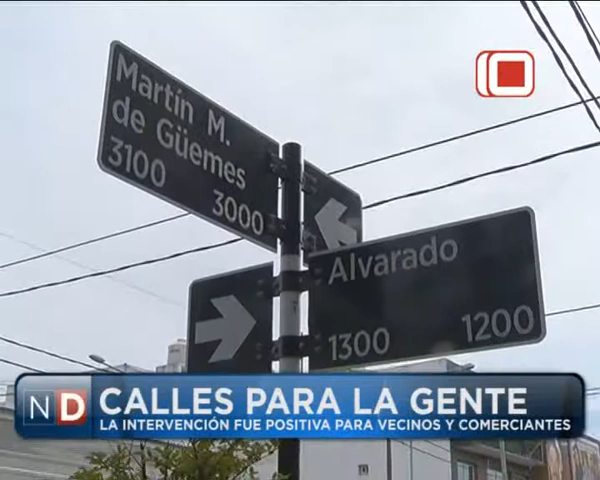 Martín M.
de Güemes
3100 3000
Alvarado
1300 1200
ND CALLES PARA LA GENTE
LA INTERVENCIÓN FUE POSITIVA PARA VECINOS Y COMERCIANTES